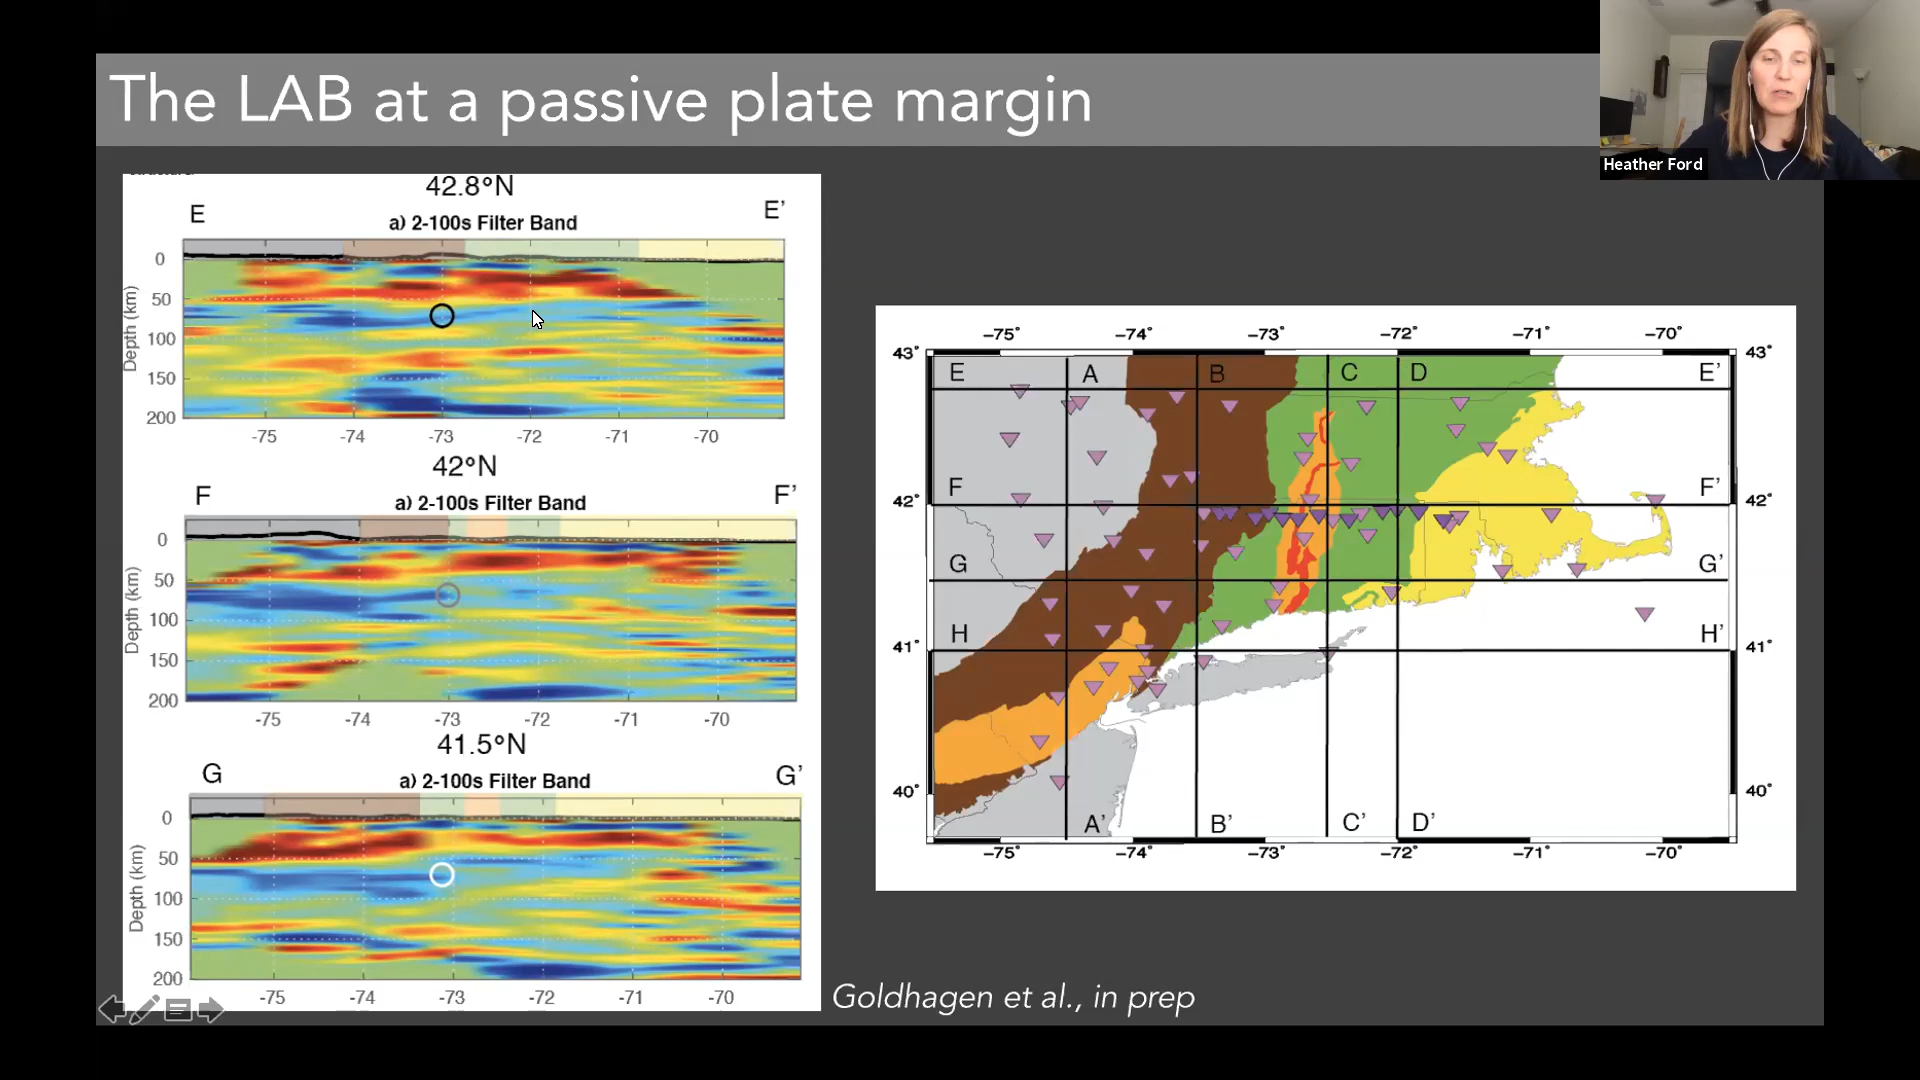 The LAB at a passive plate margin
Heather Ford
42.8°N
E
E'
a) 2-100s Filter Band
Depth (km)
0
50
100
150
200
-75
-74
-73
-72
-71
-70
42°N
F
F'
a) 2-100s Filter Band
Depth (km)
0
50
100
150
200
-75
-74
-73
-72
-71
-70
41.5°N
G
G'
a) 2-100s Filter Band
Depth (km)
0
50
100
150
200
-75
-74
-73
-72
-71
-70
−75˚ −74˚ −73˚ −72˚ −71˚ −70˚
43˚ 43˚
E A B C D E'
F F'
42˚ 42˚
G G'
H H'
41˚ 41˚
40˚ 40˚
A' B' C' D'
−75˚ −74˚ −73˚ −72˚ −71˚ −70˚
Goldhagen et al., in prep